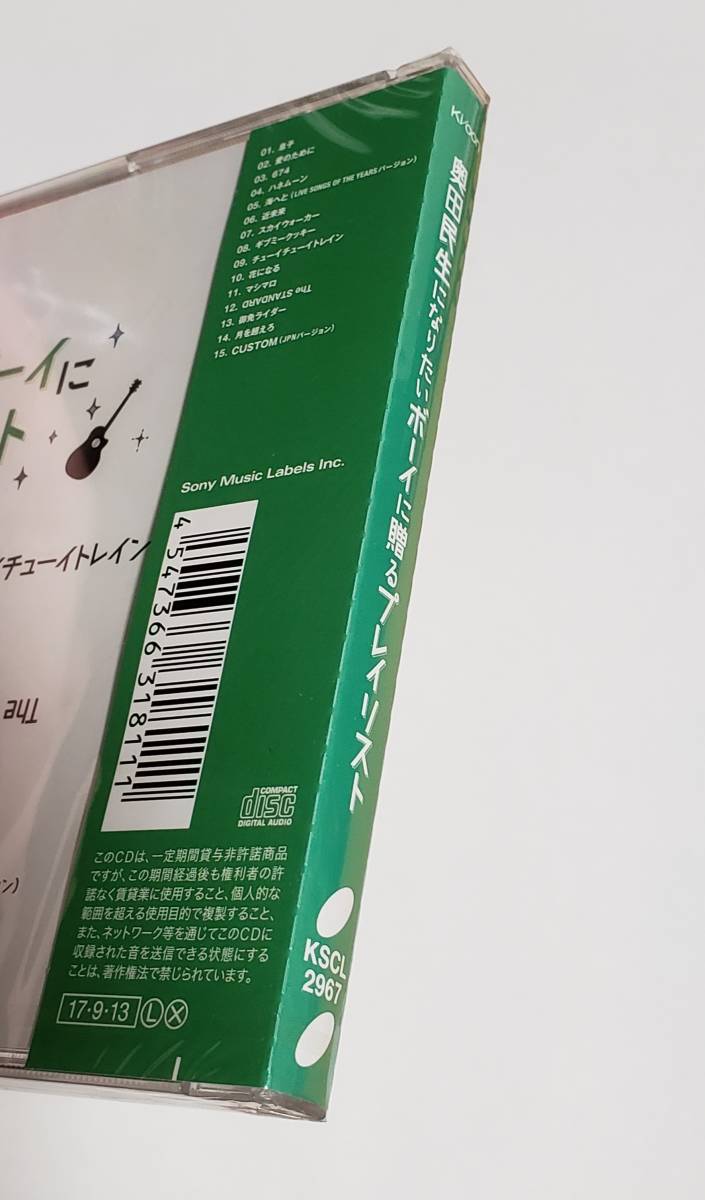 01. 息子
02. 愛のために
03. 674
04. ハネムーン
05. 海へと (LIVE SONGS OF THE YEARSバージョン)
06. 近未来
07. スカイウォーカー
08. ギブミークッキー
09. チューイチューイトレイン
10. 花になる
11. マシマロ
12. The STANDARD
13. 御免ライダー
14. 月を超えろ
15. CUSTOM (JPNバージョン)
Sony Music Labels Inc.
4 547366 318111
COMPACT
disc
DIGITAL AUDIO
このCDは、一定期間貸与非許諾商品
ですが、この期間経過後も権利者の許
諾なく賃貸業に使用すること、個人的な
範囲を超える使用目的で複製すること、
また、ネットワーク等を通じてこのCDに
収録された音を送信できる状態にする
ことは、著作権法で禁じられています。
17・9・13 L X
Ki/oon
奥田民生になりたいボーイに贈るプレイリスト
KSCL
2967
ーイに
ト
イチューイトレイン
The
ン)